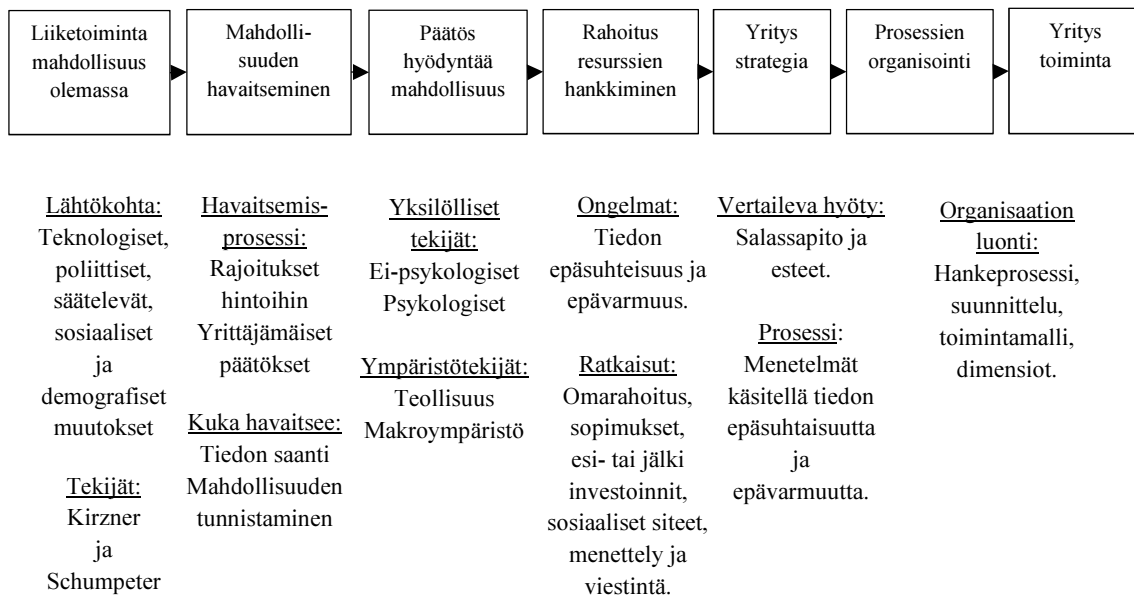 Liiketoiminta
mahdollisuus
olemassa
Mahdolli-
suuden
havaitseminen
Päätös
hyödyntää
mahdollisuus
Rahoitus
resurssien
hankkiminen
Yritys
strategia
Prosessien
organisointi
Yritys
toiminta
Lähtökohta:
Teknologiset,
poliittiset,
säätelevät,
sosiaaliset
ja
demografiset
muutokset
Tekijät:
Kirzner
ja
Schumpeter
Havaitsemis-
prosessi:
Rajoitukset
hintoihin
Yrittäjämäiset
päätökset
Kuka havaitsee:
Tiedon saanti
Mahdollisuuden
tunnistaminen
Yksilölliset
tekijät:
Ei-psykologiset
Psykologiset
Ympäristötekijät:
Teollisuus
Makroympäristö
Ongelmat:
Tiedon
epäsuhteisuus ja
epävarmuus.
Ratkaisut:
Omarahoitus,
sopimukset,
esi- tai jälki
investoinnit,
sosiaaliset siteet,
menettely ja
viestintä.
Vertaileva hyöty:
Salassapito ja
esteet.
Prosessi:
Menetelmät
käsitellä tiedon
epäsuhtaisuutta
ja
epävarmuutta.
Organisaation
luonti:
Hankeprosessi,
suunnittelu,
toimintamalli,
dimensiot.